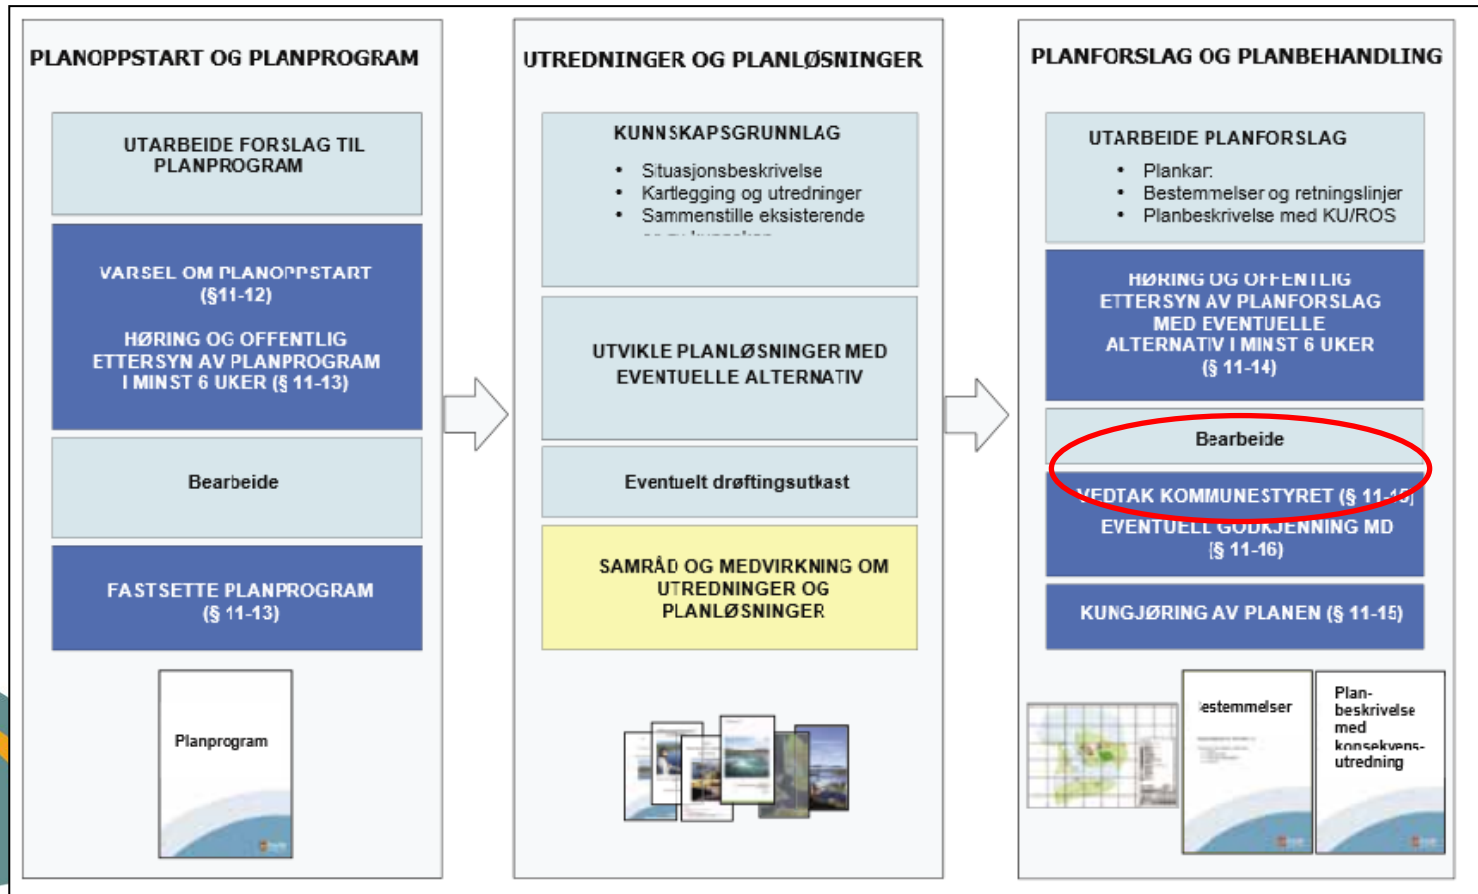 PLANOPPSTART OG PLANPROGRAM
UTARBEIDE FORSLAG TIL
PLANPROGRAM
VARSEL OM PLANOPPSTART
(§11-12)
HØRING OG OFFENTLIG
ETTERSYN AV PLANPROGRAM
I MINST 6 UKER (§ 11-13)
Bearbeide
FASTSETTE PLANPROGRAM
(§ 11-13)
Planprogram
UTREDNINGER OG PLANLØSNINGER
KUNNSKAPSGRUNNLAG
• Situasjonsbeskrivelse
• Kartlegging og utredninger
• Sammenstille eksisterende
UTVIKLE PLANLØSNINGER MED
EVENTUELLE ALTERNATIV
Eventuelt drøftingsutkast
SAMRÅD OG MEDVIRKNING OM
UTREDNINGER OG
PLANLØSNINGER
PLANFORSLAG OG PLANBEHANDLING
UTARBEIDE PLANFORSLAG
• Plankar:
• Bestemmelser og retningslinjer
• Planbeskrivelse med KU/ROS
HØRING OG OFFENTLIG
ETTERSYN AV PLANFORSLAG
MED EVENTUELLE
ALTERNATIV I MINST 6 UKER
(§ 11-14)
Bearbeide
VEDTAK KOMMUNESTYRET (§ 11-15)
EVENTUELL GODKJENNING MD
(§ 11-16)
KUNGJØRING AV PLANEN (§ 11-15)
estemmelser
Plan-
beskrivelse
med
konsekvens-
utredning